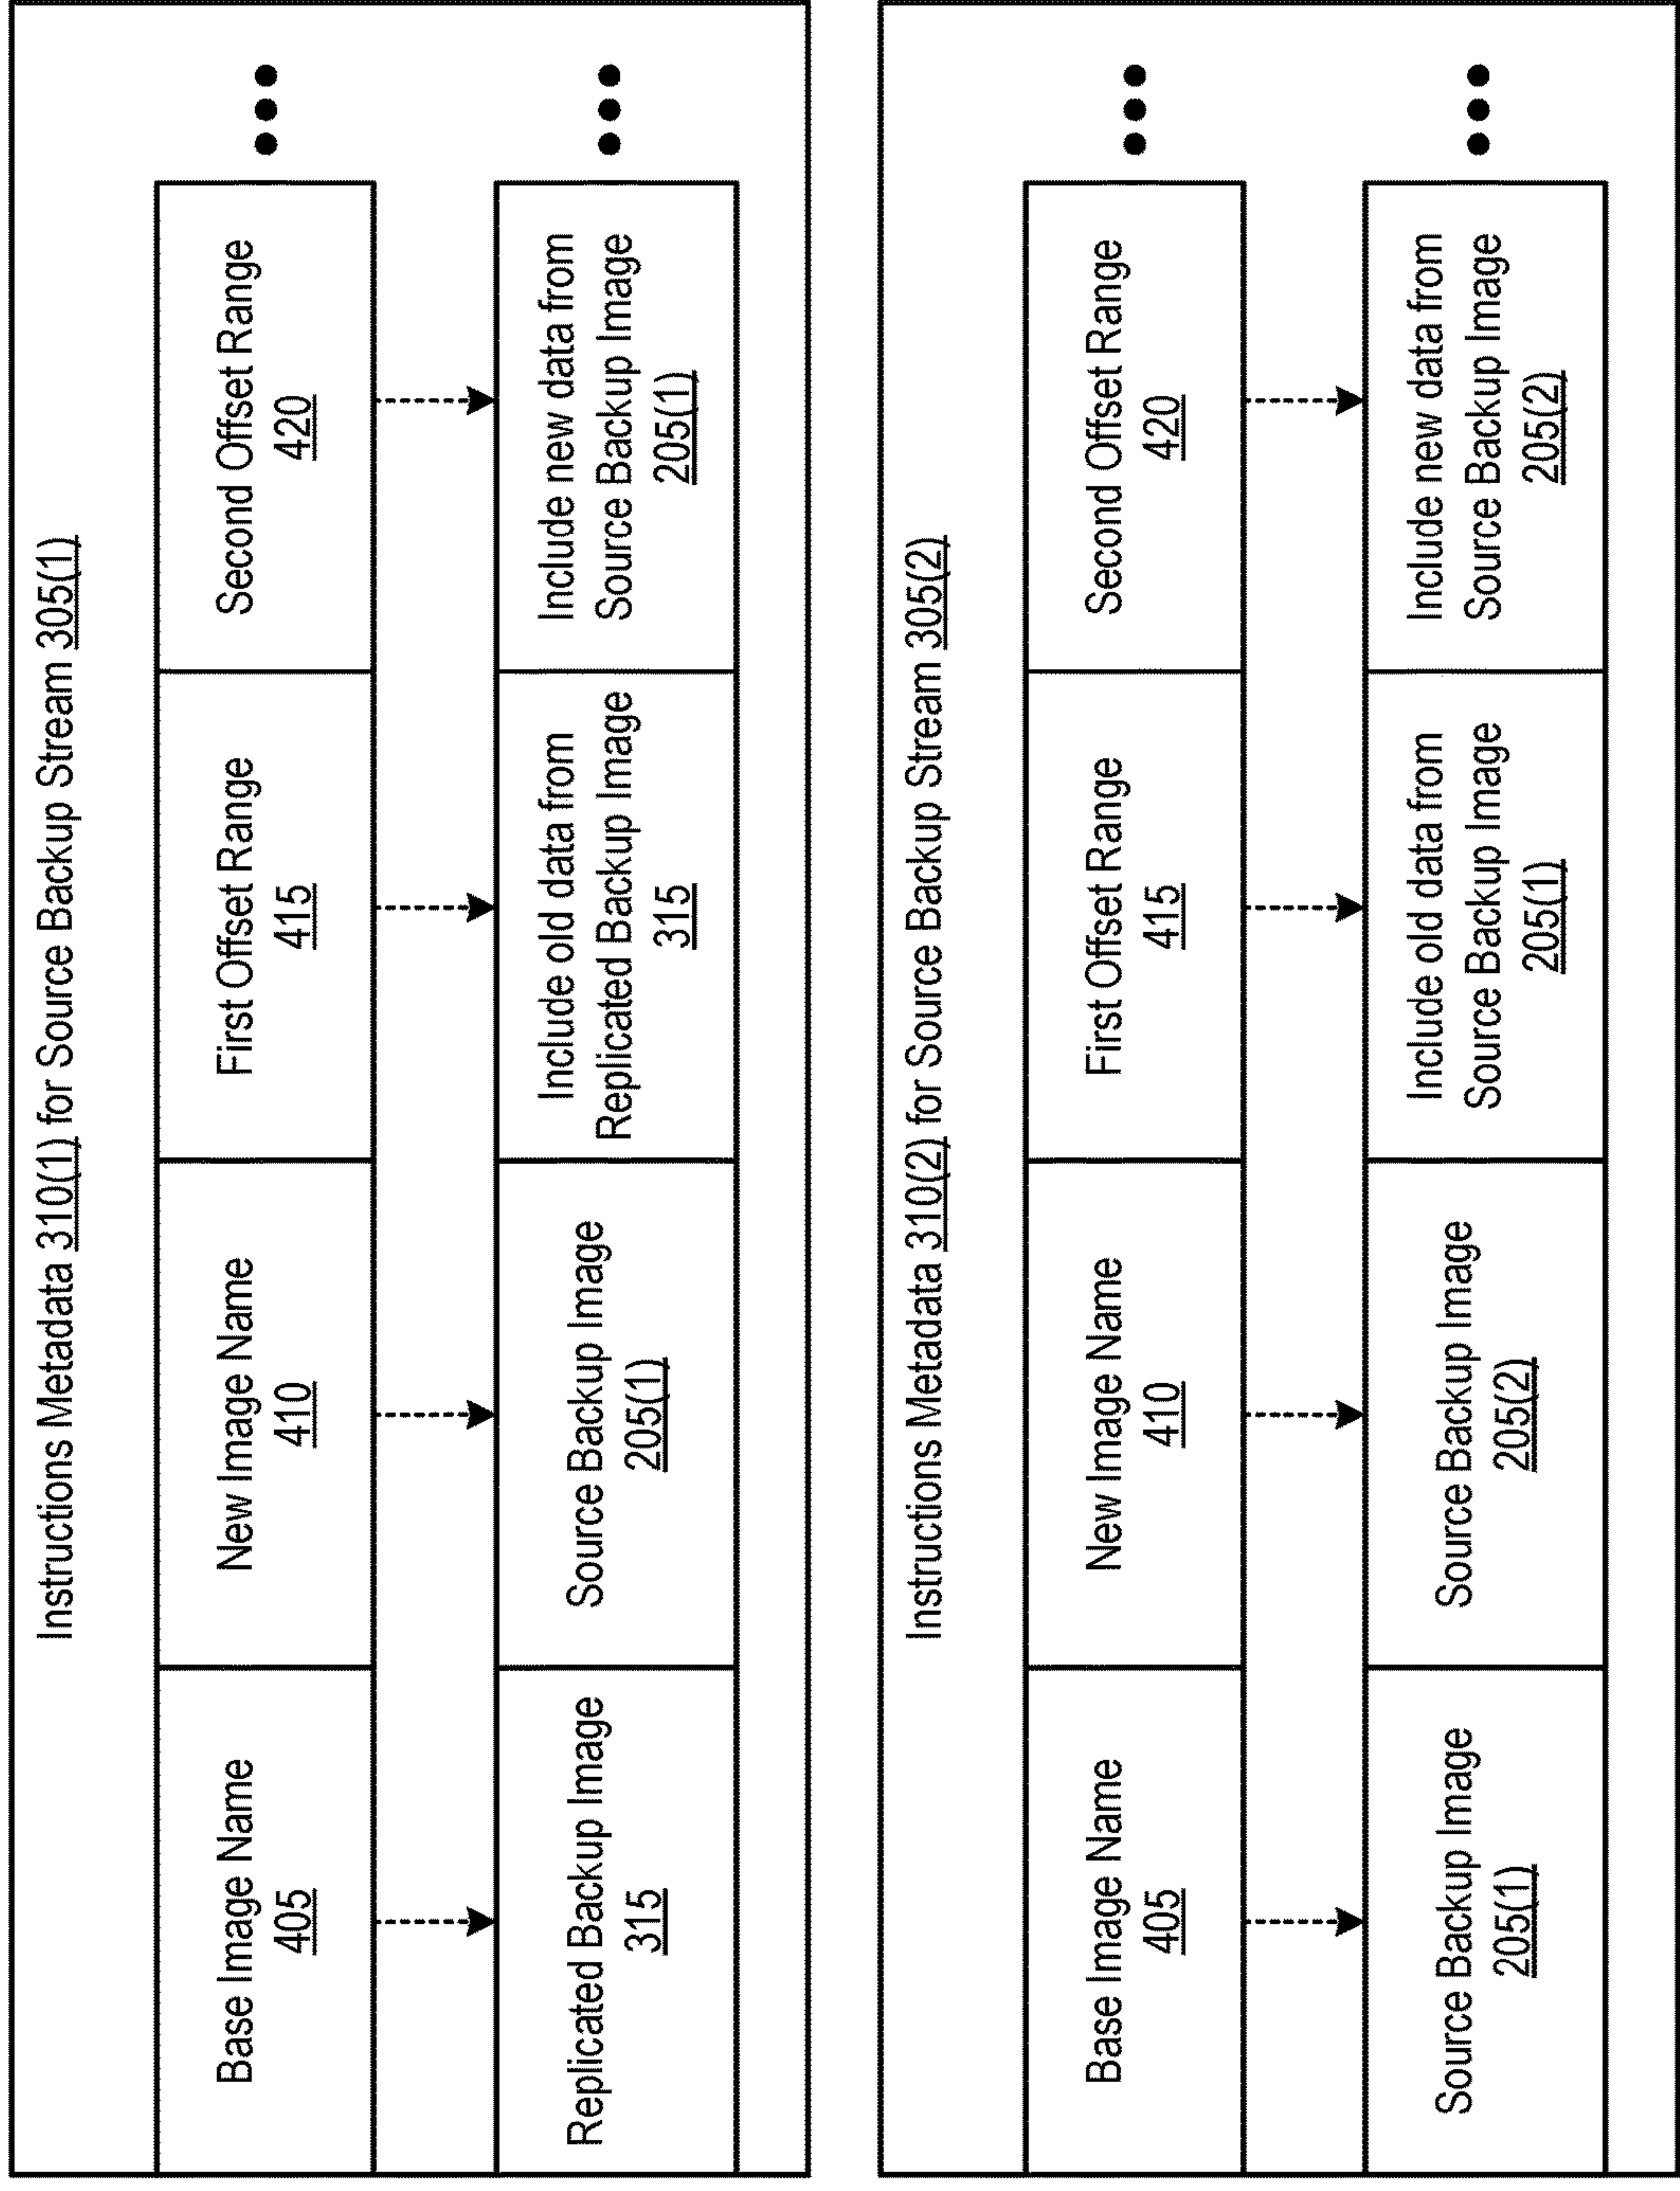 Instructions Metadata 310(1) for Source Backup Stream 305(1)
Base Image Name
405
New Image Name
410
First Offset Range
415
Second Offset Range
420
Replicated Backup Image
315
Source Backup Image
205(1)
Include old data from
Replicated Backup Image
315
Include new data from
Source Backup Image
205(1)
Instructions Metadata 310(2) for Source Backup Stream 305(2)
Base Image Name
405
New Image Name
410
First Offset Range
415
Second Offset Range
420
Source Backup Image
205(1)
Source Backup Image
205(2)
Include old data from
Source Backup Image
205(1)
Include new data from
Source Backup Image
205(2)